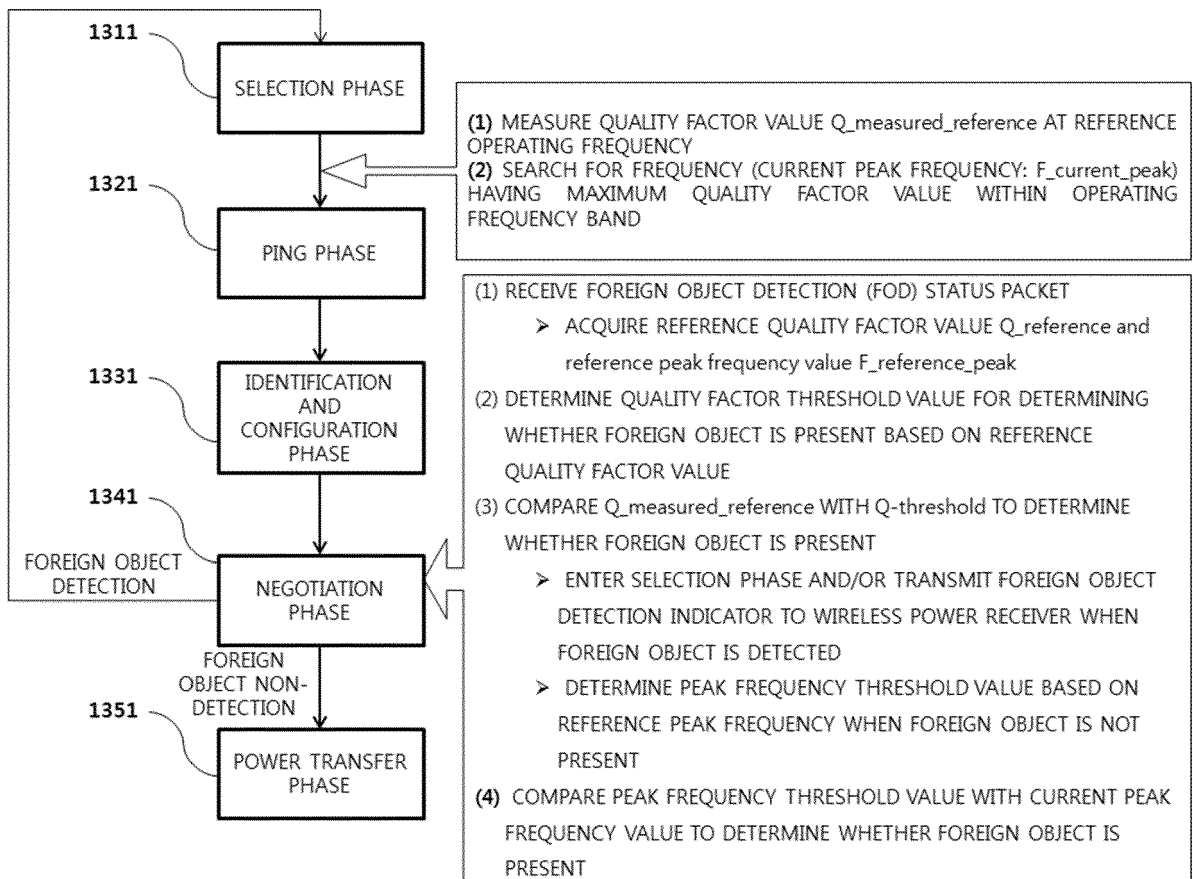 1311
SELECTION PHASE
(1) MEASURE QUALITY FACTOR VALUE Q_measured_reference AT REFERENCE
OPERATING FREQUENCY
(2) SEARCH FOR FREQUENCY (CURRENT PEAK FREQUENCY: F_current_peak)
HAVING MAXIMUM QUALITY FACTOR VALUE WITHIN OPERATING
FREQUENCY BAND
1321
PING PHASE
1331
IDENTIFICATION
AND
CONFIGURATION
PHASE
(1) RECEIVE FOREIGN OBJECT DETECTION (FOD) STATUS PACKET
➢ ACQUIRE REFERENCE QUALITY FACTOR VALUE Q_reference and
reference peak frequency value F_reference_peak
(2) DETERMINE QUALITY FACTOR THRESHOLD VALUE FOR DETERMINING
WHETHER FOREIGN OBJECT IS PRESENT BASED ON REFERENCE
QUALITY FACTOR VALUE
(3) COMPARE Q_measured_reference WITH Q-threshold TO DETERMINE
WHETHER FOREIGN OBJECT IS PRESENT
➢ ENTER SELECTION PHASE AND/OR TRANSMIT FOREIGN OBJECT
DETECTION INDICATOR TO WIRELESS POWER RECEIVER WHEN
FOREIGN OBJECT IS DETECTED
➢ DETERMINE PEAK FREQUENCY THRESHOLD VALUE BASED ON
REFERENCE PEAK FREQUENCY WHEN FOREIGN OBJECT IS NOT
PRESENT
(4) COMPARE PEAK FREQUENCY THRESHOLD VALUE WITH CURRENT PEAK
FREQUENCY VALUE TO DETERMINE WHETHER FOREIGN OBJECT IS
PRESENT
1341
FOREIGN OBJECT
DETECTION
NEGOTIATION
PHASE
FOREIGN
OBJECT NON-
DETECTION
1351
POWER TRANSFER
PHASE